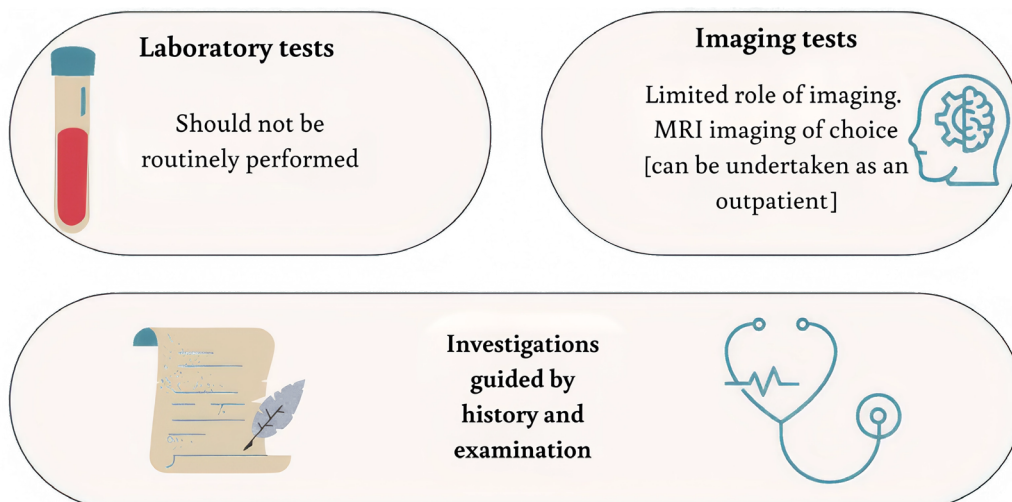 Laboratory tests
Should not be
routinely performed
Imaging tests
Limited role of imaging.
MRI imaging of choice
[can be undertaken as an
outpatient]
Investigations
guided by
history and
examination